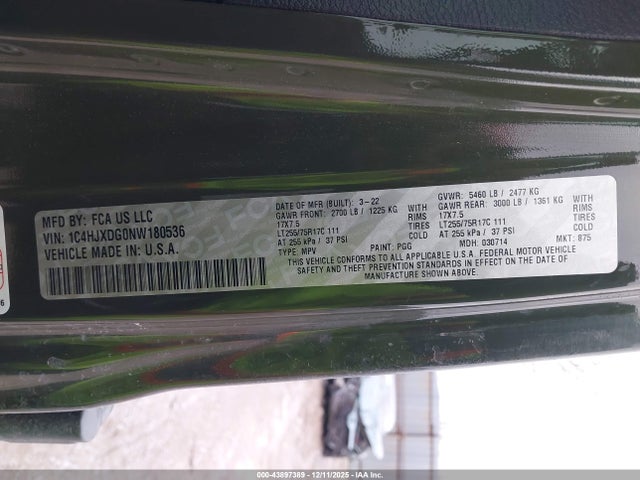 MFD BY: FCA US LLC
VIN: 1C4HJXDG0NW180536
VEHICLE MADE IN: U.S.A.
DATE OF MFR (BUILT): 3-22
GAWR FRONT: 2700 LB / 1225 KG WITH
17X7.5 RIMS
LT255/75R17C 111 TIRES
AT 255 kPa / 37 PSI COLD
TYPE: MPV PAINT: PGG
GVWR: 5460 LB / 2477 KG
GAWR REAR: 3000 LB / 1361 KG WITH
17X7.5 RIMS
LT255/75R17C 111 TIRES
AT 255 kPa / 37 PSI COLD
MDH: 030714 MKT: 875
THIS VEHICLE CONFORMS TO ALL APPLICABLE U.S.A. FEDERAL MOTOR VEHICLE
SAFETY AND THEFT PREVENTION STANDARDS IN EFFECT ON THE DATE OF
MANUFACTURE SHOWN ABOVE.
000-43897389 - 12/11/2025 - IAA Inc.